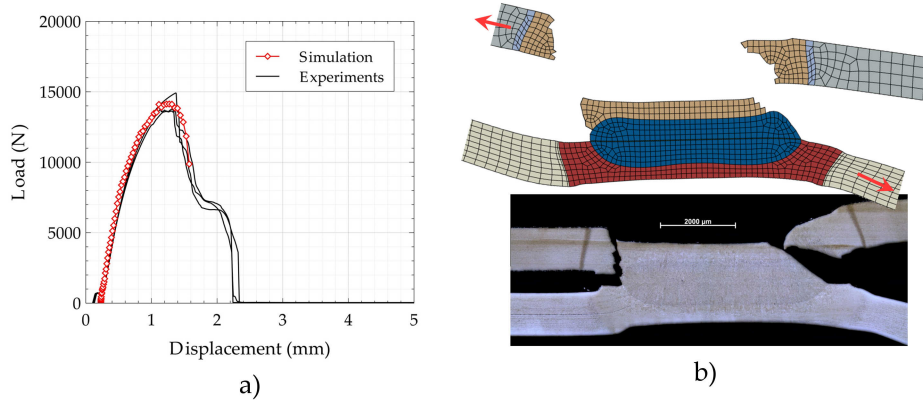 20000
15000
10000
5000
0
Load (N)
Simulation
Experiments
0 1 2 3 4 5
Displacement (mm)
a)
2000 µm
b)